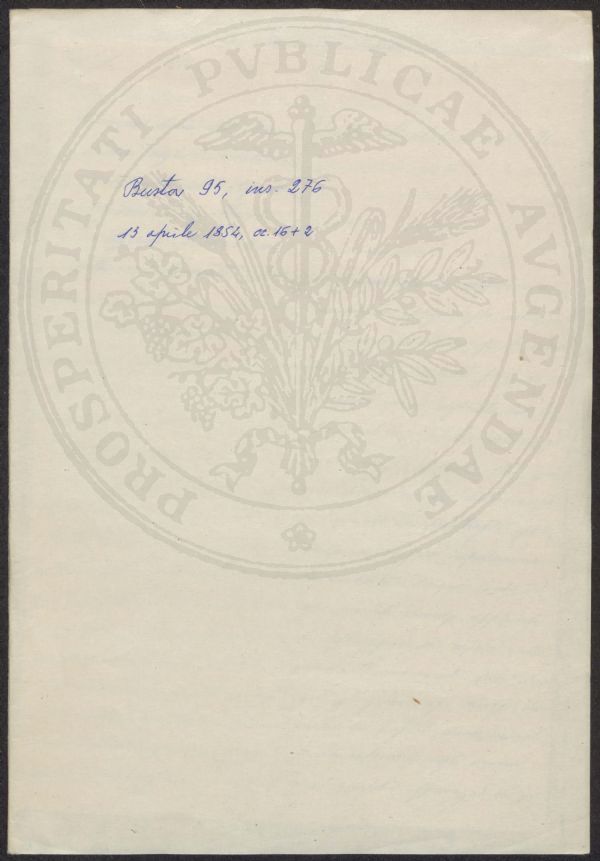 PROSPERITATI PVBLICAE AVGENDAE
Busta 95, ins. 276
13 aprile 1854, cc. 16+2